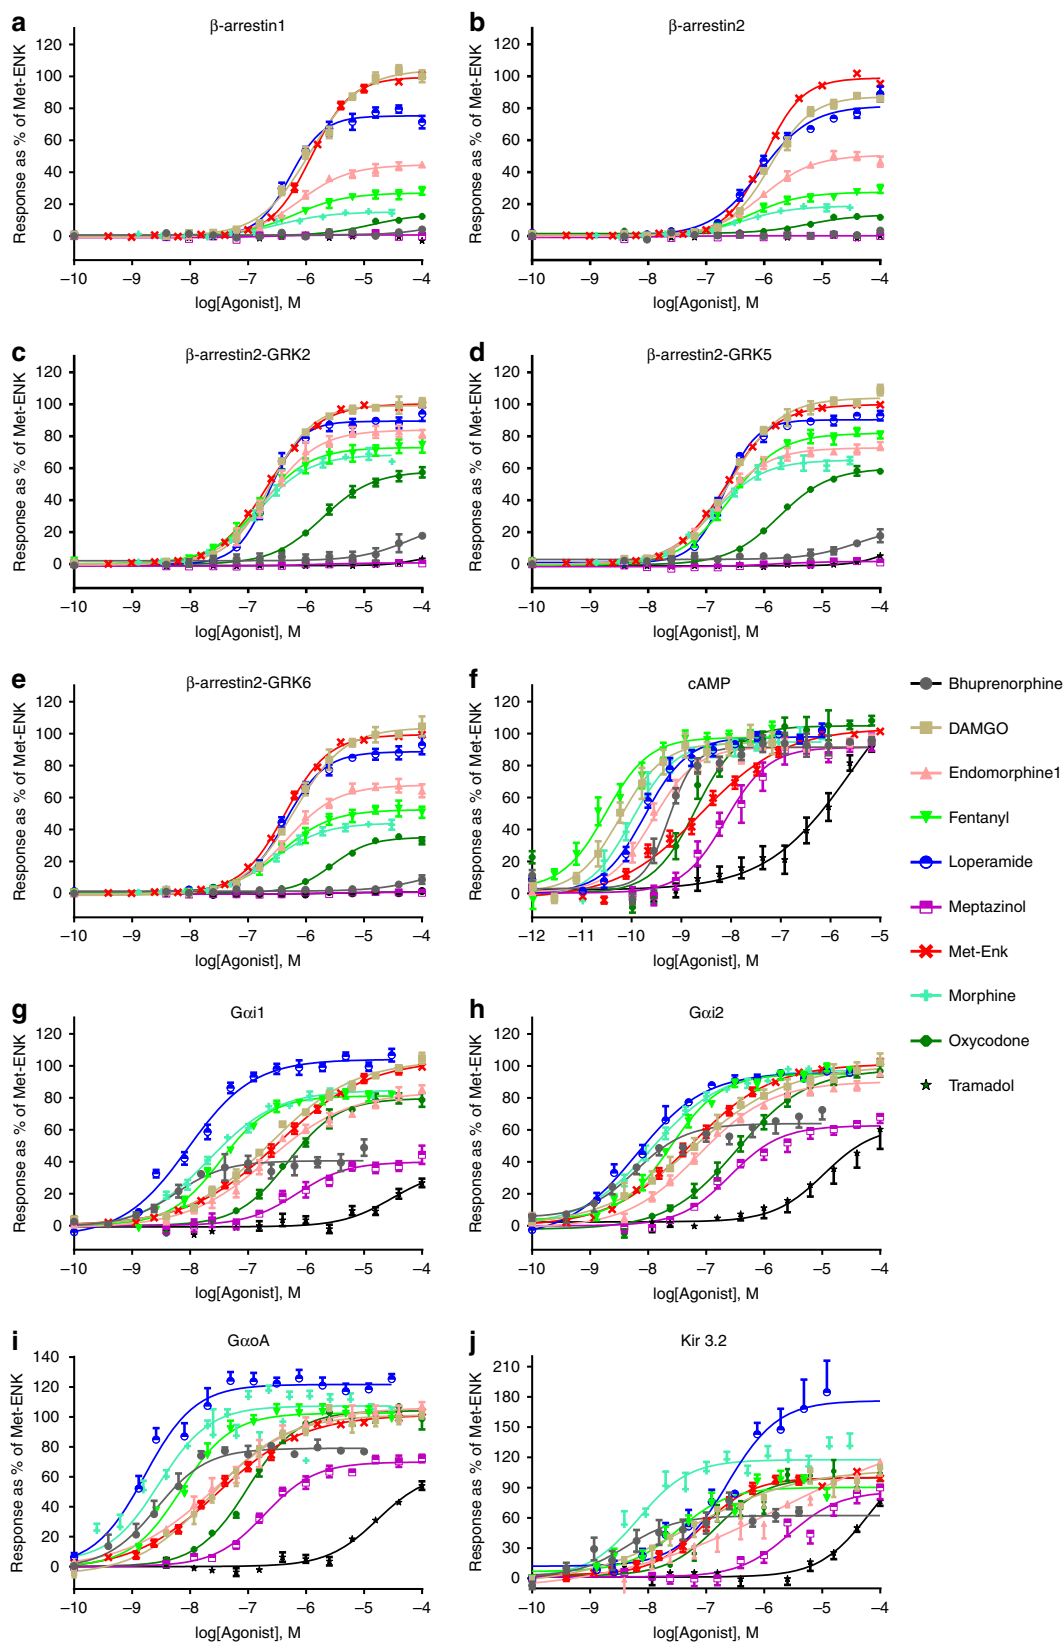 a
β-arrestin1
Response as % of Met-ENK
120
100
80
60
40
20
0
–10 –9 –8 –7 –6 –5 –4
log[Agonist], M
b
β-arrestin2
Response as % of Met-ENK
120
100
80
60
40
20
0
–10 –9 –8 –7 –6 –5 –4
log[Agonist], M
c
β-arrestin2-GRK2
Response as % of Met-ENK
120
100
80
60
40
20
0
–10 –9 –8 –7 –6 –5 –4
log[Agonist], M
d
β-arrestin2-GRK5
Response as % of Met-ENK
120
100
80
60
40
20
0
–10 –9 –8 –7 –6 –5 –4
log[Agonist], M
e
β-arrestin2-GRK6
Response as % of Met-ENK
120
100
80
60
40
20
0
–10 –9 –8 –7 –6 –5 –4
log[Agonist], M
f
cAMP
Response as % of Met-ENK
120
100
80
60
40
20
0
–12 –11 –10 –9 –8 –7 –6 –5
log[Agonist], M
Bhuprenorphine
DAMGO
Endomorphine1
Fentanyl
Loperamide
Meptazinol
Met-Enk
Morphine
Oxycodone
Tramadol
g
Gαi1
Response as % of Met-ENK
120
100
80
60
40
20
0
–10 –9 –8 –7 –6 –5 –4
log[Agonist], M
h
Gαi2
Response as % of Met-ENK
120
100
80
60
40
20
0
–10 –9 –8 –7 –6 –5 –4
log[Agonist], M
i
GαoA
Response as % of Met-ENK
140
120
100
80
60
40
20
0
–10 –9 –8 –7 –6 –5 –4
log[Agonist], M
j
Kir 3.2
Response as % of Met-ENK
210
180
150
120
90
60
30
0
–10 –9 –8 –7 –6 –5 –4
log[Agonist], M